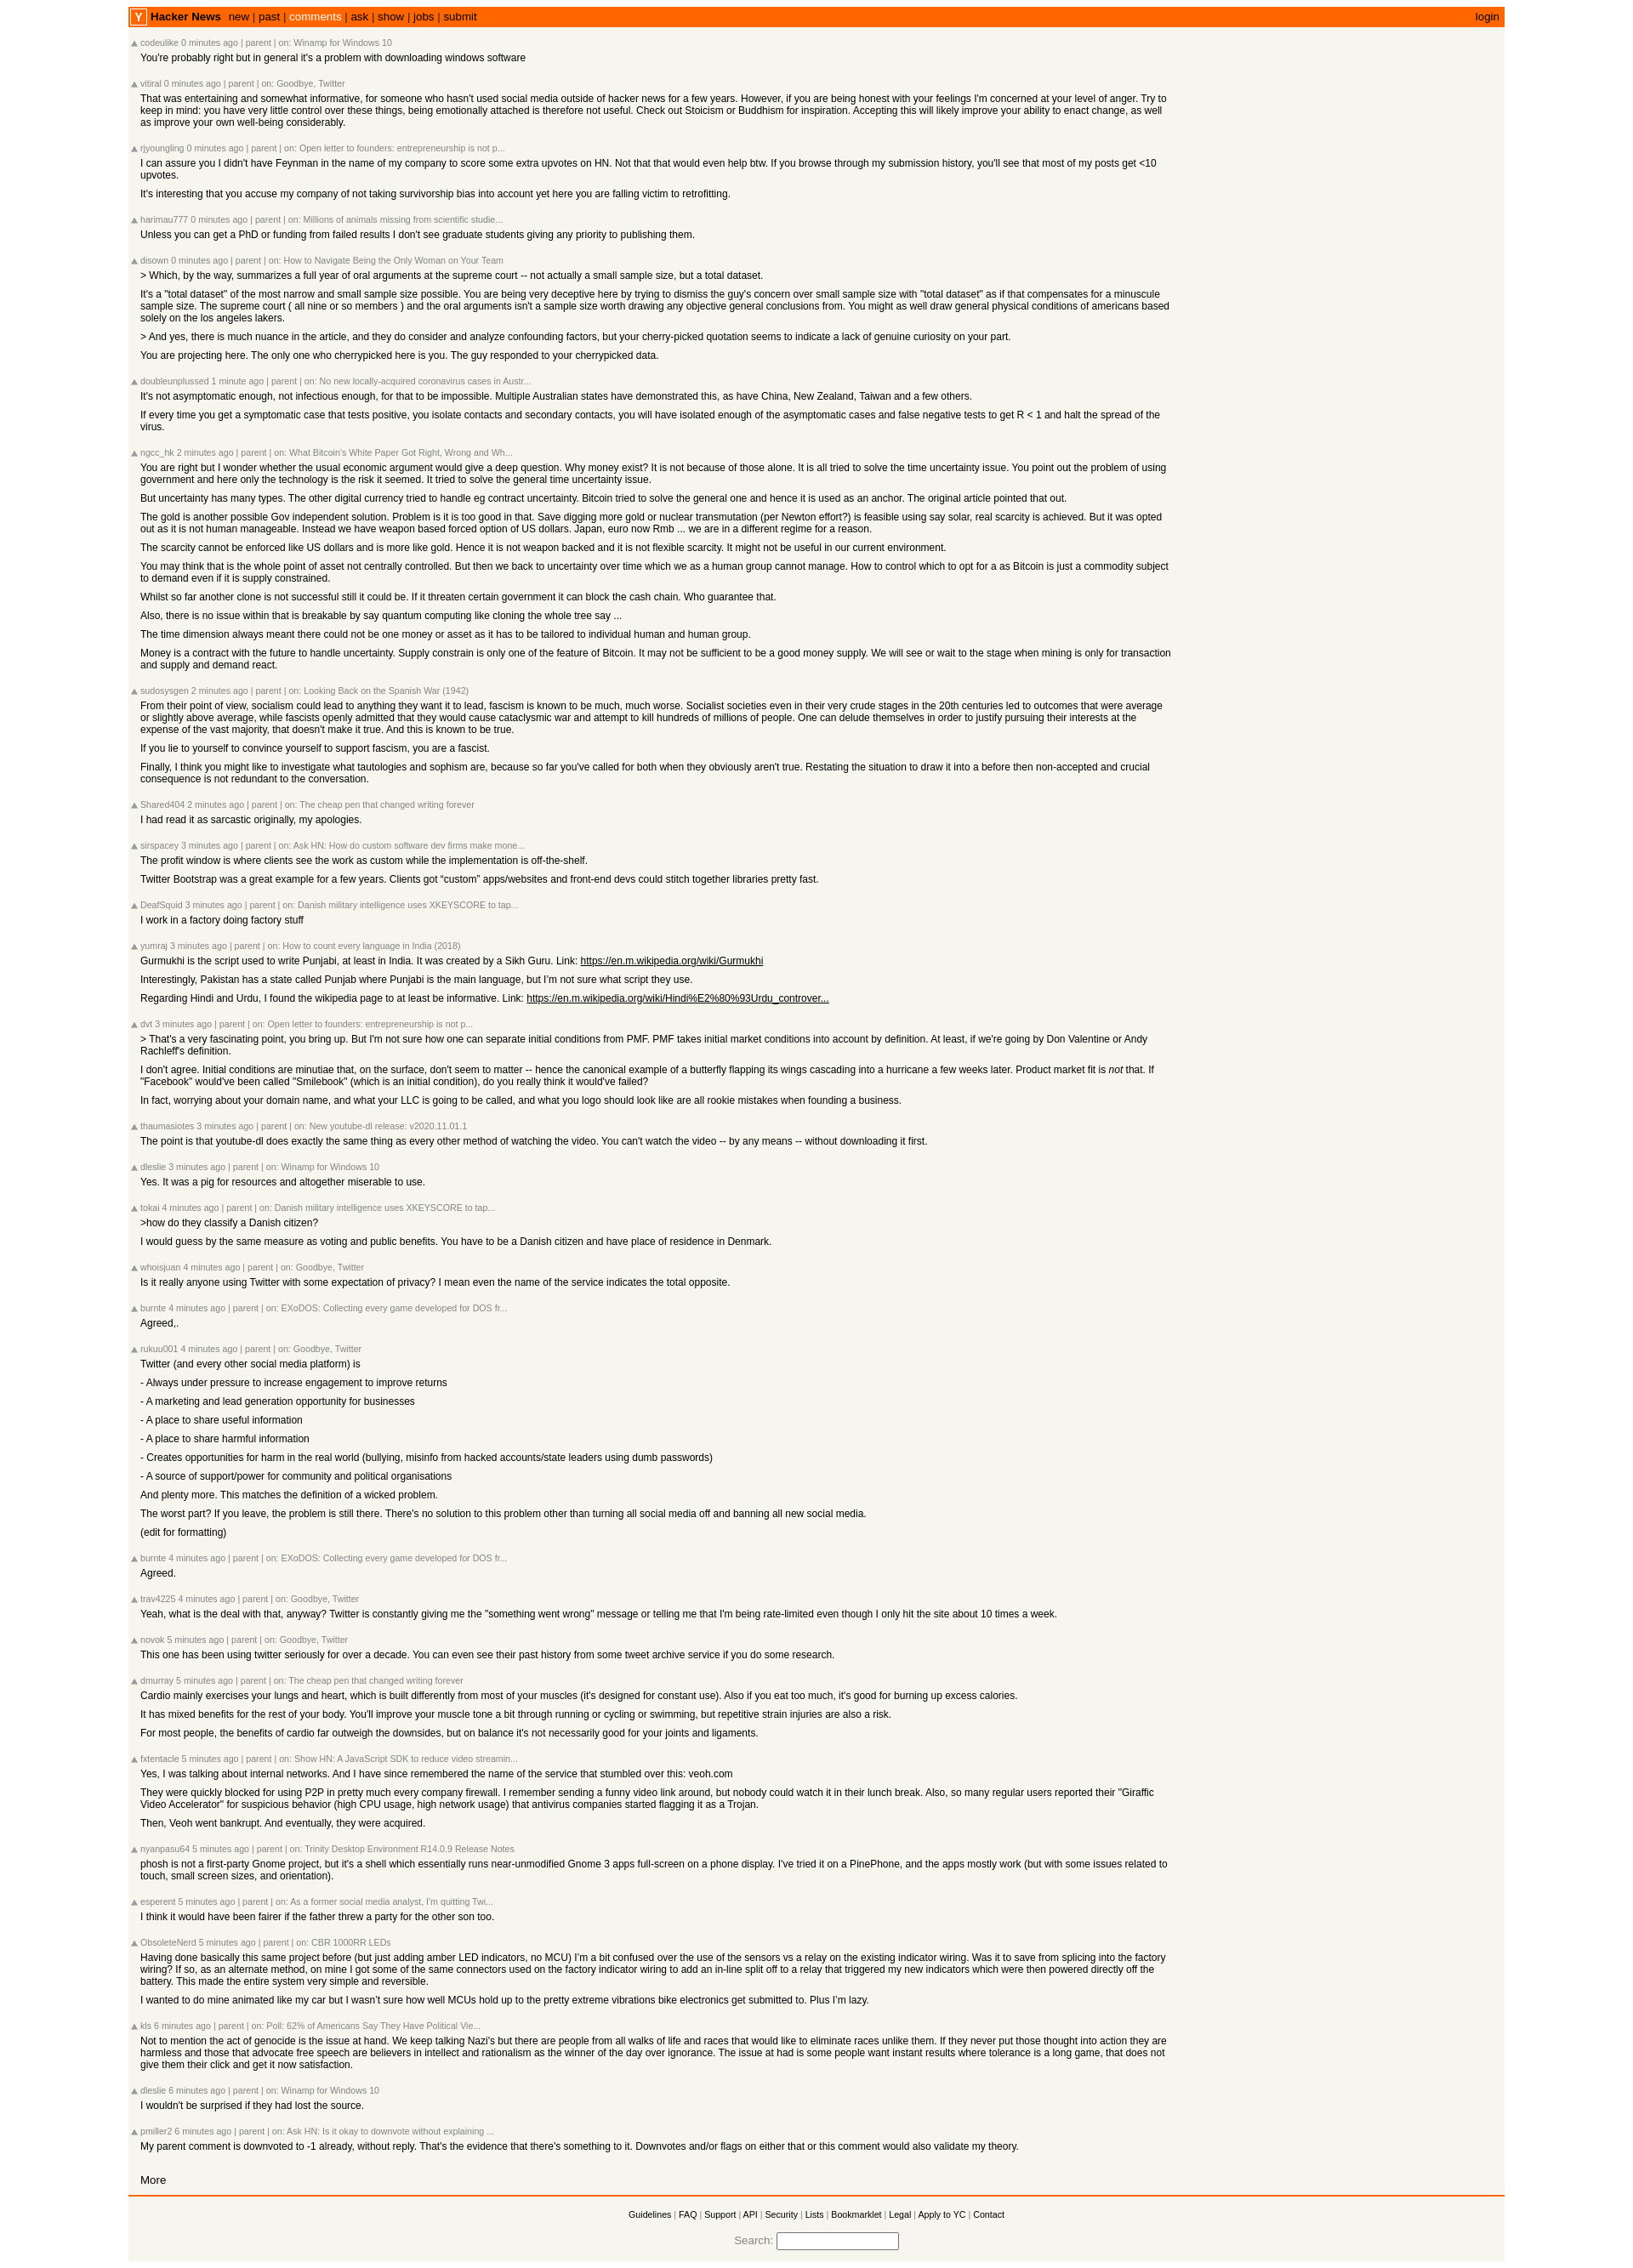 Y Hacker News new | past | comments | ask | show | jobs | submit login
codeulike 0 minutes ago | parent | on: Winamp for Windows 10
You're probably right but in general it's a problem with downloading windows software
vitiral 0 minutes ago | parent | on: Goodbye, Twitter
That was entertaining and somewhat informative, for someone who hasn't used social media outside of hacker news for a few years. However, if you are being honest with your feelings I'm concerned at your level of anger. Try to
keep in mind: you have very little control over these things, being emotionally attached is therefore not useful. Check out Stoicism or Buddhism for inspiration. Accepting this will likely improve your ability to enact change, as well
as improve your own well-being considerably.
rjyoungling 0 minutes ago | parent | on: Open letter to founders: entrepreneurship is not p...
I can assure you I didn't have Feynman in the name of my company to score some extra upvotes on HN. Not that that would even help btw. If you browse through my submission history, you'll see that most of my posts get <10
upvotes.
It's interesting that you accuse my company of not taking survivorship bias into account yet here you are falling victim to retrofitting.
harimau777 0 minutes ago | parent | on: Millions of animals missing from scientific studie...
Unless you can get a PhD or funding from failed results I don't see graduate students giving any priority to publishing them.
disown 0 minutes ago | parent | on: How to Navigate Being the Only Woman on Your Team
> Which, by the way, summarizes a full year of oral arguments at the supreme court -- not actually a small sample size, but a total dataset.
It's a "total dataset" of the most narrow and small sample size possible. You are being very deceptive here by trying to dismiss the guy's concern over small sample size with "total dataset" as if that compensates for a minuscule
sample size. The supreme court ( all nine or so members ) and the oral arguments isn't a sample size worth drawing any objective general conclusions from. You might as well draw general physical conditions of americans based
solely on the los angeles lakers.
> And yes, there is much nuance in the article, and they do consider and analyze confounding factors, but your cherry-picked quotation seems to indicate a lack of genuine curiosity on your part.
You are projecting here. The only one who cherrypicked here is you. The guy responded to your cherrypicked data.
doubleunplussed 1 minute ago | parent | on: No new locally-acquired coronavirus cases in Austr...
It's not asymptomatic enough, not infectious enough, for that to be impossible. Multiple Australian states have demonstrated this, as have China, New Zealand, Taiwan and a few others.
If every time you get a symptomatic case that tests positive, you isolate contacts and secondary contacts, you will have isolated enough of the asymptomatic cases and false negative tests to get R < 1 and halt the spread of the
virus.
ngcc_hk 2 minutes ago | parent | on: What Bitcoin's White Paper Got Right, Wrong and Wh...
You are right but I wonder whether the usual economic argument would give a deep question. Why money exist? It is not because of those alone. It is all tried to solve the time uncertainty issue. You point out the problem of using
government and here only the technology is the risk it seemed. It tried to solve the general time uncertainty issue.
But uncertainty has many types. The other digital currency tried to handle eg contract uncertainty. Bitcoin tried to solve the general one and hence it is used as an anchor. The original article pointed that out.
The gold is another possible Gov independent solution. Problem is it is too good in that. Save digging more gold or nuclear transmutation (per Newton effort?) is feasible using say solar, real scarcity is achieved. But it was opted
out as it is not human manageable. Instead we have weapon based forced option of US dollars. Japan, euro now Rmb ... we are in a different regime for a reason.
The scarcity cannot be enforced like US dollars and is more like gold. Hence it is not weapon backed and it is not flexible scarcity. It might not be useful in our current environment.
You may think that is the whole point of asset not centrally controlled. But then we back to uncertainty over time which we as a human group cannot manage. How to control which to opt for a as Bitcoin is just a commodity subject
to demand even if it is supply constrained.
Whilst so far another clone is not successful still it could be. If it threaten certain government it can block the cash chain. Who guarantee that.
Also, there is no issue within that is breakable by say quantum computing like cloning the whole tree say ...
The time dimension always meant there could not be one money or asset as it has to be tailored to individual human and human group.
Money is a contract with the future to handle uncertainty. Supply constrain is only one of the feature of Bitcoin. It may not be sufficient to be a good money supply. We will see or wait to the stage when mining is only for transaction
and supply and demand react.
sudosysgen 2 minutes ago | parent | on: Looking Back on the Spanish War (1942)
From their point of view, socialism could lead to anything they want it to lead, fascism is known to be much, much worse. Socialist societies even in their very crude stages in the 20th centuries led to outcomes that were average
or slightly above average, while fascists openly admitted that they would cause cataclysmic war and attempt to kill hundreds of millions of people. One can delude themselves in order to justify pursuing their interests at the
expense of the vast majority, that doesn't make it true. And this is known to be true.
If you lie to yourself to convince yourself to support fascism, you are a fascist.
Finally, I think you might like to investigate what tautologies and sophism are, because so far you've called for both when they obviously aren't true. Restating the situation to draw it into a before then non-accepted and crucial
consequence is not redundant to the conversation.
Shared404 2 minutes ago | parent | on: The cheap pen that changed writing forever
I had read it as sarcastic originally, my apologies.
sirspacey 3 minutes ago | parent | on: Ask HN: How do custom software dev firms make mone...
The profit window is where clients see the work as custom while the implementation is off-the-shelf.
Twitter Bootstrap was a great example for a few years. Clients got “custom” apps/websites and front-end devs could stitch together libraries pretty fast.
DeafSquid 3 minutes ago | parent | on: Danish military intelligence uses XKEYSCORE to tap...
I work in a factory doing factory stuff
yumraj 3 minutes ago | parent | on: How to count every language in India (2018)
Gurmukhi is the script used to write Punjabi, at least in India. It was created by a Sikh Guru. Link: https://en.m.wikipedia.org/wiki/Gurmukhi
Interestingly, Pakistan has a state called Punjab where Punjabi is the main language, but I’m not sure what script they use.
Regarding Hindi and Urdu, I found the wikipedia page to at least be informative. Link: https://en.m.wikipedia.org/wiki/Hindi%E2%80%93Urdu_controver...
dvt 3 minutes ago | parent | on: Open letter to founders: entrepreneurship is not p...
> That's a very fascinating point, you bring up. But I'm not sure how one can separate initial conditions from PMF. PMF takes initial market conditions into account by definition. At least, if we're going by Don Valentine or Andy
Rachleff's definition.
I don't agree. Initial conditions are minutiae that, on the surface, don't seem to matter -- hence the canonical example of a butterfly flapping its wings cascading into a hurricane a few weeks later. Product market fit is not that. If
"Facebook" would've been called "Smilebook" (which is an initial condition), do you really think it would've failed?
In fact, worrying about your domain name, and what your LLC is going to be called, and what you logo should look like are all rookie mistakes when founding a business.
thaumasiotes 3 minutes ago | parent | on: New youtube-dl release: v2020.11.01.1
The point is that youtube-dl does exactly the same thing as every other method of watching the video. You can't watch the video -- by any means -- without downloading it first.
dleslie 3 minutes ago | parent | on: Winamp for Windows 10
Yes. It was a pig for resources and altogether miserable to use.
tokai 4 minutes ago | parent | on: Danish military intelligence uses XKEYSCORE to tap...
>how do they classify a Danish citizen?
I would guess by the same measure as voting and public benefits. You have to be a Danish citizen and have place of residence in Denmark.
whoisjuan 4 minutes ago | parent | on: Goodbye, Twitter
Is it really anyone using Twitter with some expectation of privacy? I mean even the name of the service indicates the total opposite.
burnte 4 minutes ago | parent | on: EXoDOS: Collecting every game developed for DOS fr...
Agreed,.
rukuu001 4 minutes ago | parent | on: Goodbye, Twitter
Twitter (and every other social media platform) is
- Always under pressure to increase engagement to improve returns
- A marketing and lead generation opportunity for businesses
- A place to share useful information
- A place to share harmful information
- Creates opportunities for harm in the real world (bullying, misinfo from hacked accounts/state leaders using dumb passwords)
- A source of support/power for community and political organisations
And plenty more. This matches the definition of a wicked problem.
The worst part? If you leave, the problem is still there. There's no solution to this problem other than turning all social media off and banning all new social media.
(edit for formatting)
burnte 4 minutes ago | parent | on: EXoDOS: Collecting every game developed for DOS fr...
Agreed.
trav4225 4 minutes ago | parent | on: Goodbye, Twitter
Yeah, what is the deal with that, anyway? Twitter is constantly giving me the "something went wrong" message or telling me that I'm being rate-limited even though I only hit the site about 10 times a week.
novok 5 minutes ago | parent | on: Goodbye, Twitter
This one has been using twitter seriously for over a decade. You can even see their past history from some tweet archive service if you do some research.
dmurray 5 minutes ago | parent | on: The cheap pen that changed writing forever
Cardio mainly exercises your lungs and heart, which is built differently from most of your muscles (it's designed for constant use). Also if you eat too much, it's good for burning up excess calories.
It has mixed benefits for the rest of your body. You'll improve your muscle tone a bit through running or cycling or swimming, but repetitive strain injuries are also a risk.
For most people, the benefits of cardio far outweigh the downsides, but on balance it's not necessarily good for your joints and ligaments.
fxtentacle 5 minutes ago | parent | on: Show HN: A JavaScript SDK to reduce video streamin...
Yes, I was talking about internal networks. And I have since remembered the name of the service that stumbled over this: veoh.com
They were quickly blocked for using P2P in pretty much every company firewall. I remember sending a funny video link around, but nobody could watch it in their lunch break. Also, so many regular users reported their "Giraffic
Video Accelerator" for suspicious behavior (high CPU usage, high network usage) that antivirus companies started flagging it as a Trojan.
Then, Veoh went bankrupt. And eventually, they were acquired.
nyanpasu64 5 minutes ago | parent | on: Trinity Desktop Environment R14.0.9 Release Notes
phosh is not a first-party Gnome project, but it's a shell which essentially runs near-unmodified Gnome 3 apps full-screen on a phone display. I've tried it on a PinePhone, and the apps mostly work (but with some issues related to
touch, small screen sizes, and orientation).
esperent 5 minutes ago | parent | on: As a former social media analyst, I'm quitting Twi...
I think it would have been fairer if the father threw a party for the other son too.
ObsoleteNerd 5 minutes ago | parent | on: CBR 1000RR LEDs
Having done basically this same project before (but just adding amber LED indicators, no MCU) I’m a bit confused over the use of the sensors vs a relay on the existing indicator wiring. Was it to save from splicing into the factory
wiring? If so, as an alternate method, on mine I got some of the same connectors used on the factory indicator wiring to add an in-line split off to a relay that triggered my new indicators which were then powered directly off the
battery. This made the entire system very simple and reversible.
I wanted to do mine animated like my car but I wasn’t sure how well MCUs hold up to the pretty extreme vibrations bike electronics get submitted to. Plus I’m lazy.
kls 6 minutes ago | parent | on: Poll: 62% of Americans Say They Have Political Vie...
Not to mention the act of genocide is the issue at hand. We keep talking Nazi's but there are people from all walks of life and races that would like to eliminate races unlike them. If they never put those thought into action they are
harmless and those that advocate free speech are believers in intellect and rationalism as the winner of the day over ignorance. The issue at had is some people want instant results where tolerance is a long game, that does not
give them their click and get it now satisfaction.
dleslie 6 minutes ago | parent | on: Winamp for Windows 10
I wouldn't be surprised if they had lost the source.
pmiller2 6 minutes ago | parent | on: Ask HN: Is it okay to downvote without explaining ...
My parent comment is downvoted to -1 already, without reply. That's the evidence that there's something to it. Downvotes and/or flags on either that or this comment would also validate my theory.
More
Guidelines | FAQ | Support | API | Security | Lists | Bookmarklet | Legal | Apply to YC | Contact
Search: